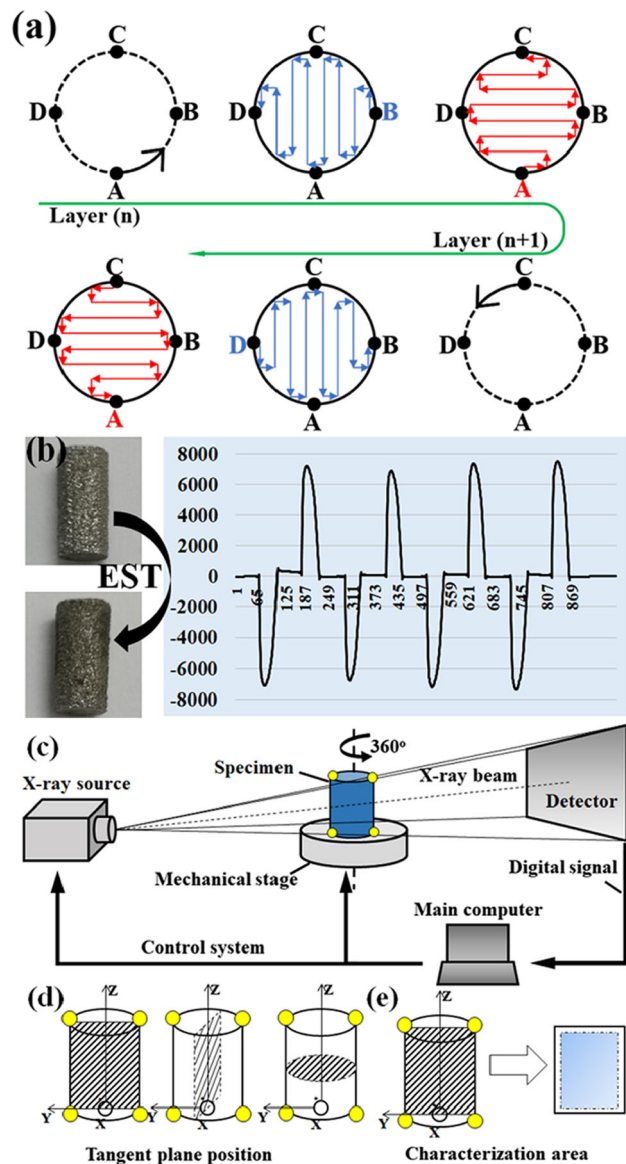 (a)
C C C
D B D B D B
A A A
Layer (n)
Layer (n+1)
C C C
D B D B D B
A A A
(b)
EST
8000
6000
4000
2000
0
-2000
-4000
-6000
-8000
1 65 125 187 249 311 373 435 497 559 621 683 745 807 869
(c)
360°
X-ray source
Specimen
X-ray beam
Detector
Mechanical stage
Digital signal
Main computer
Control system
(d) Z Z Z (e) Z
Y X Y X Y X Y X
Tangent plane position
Characterization area